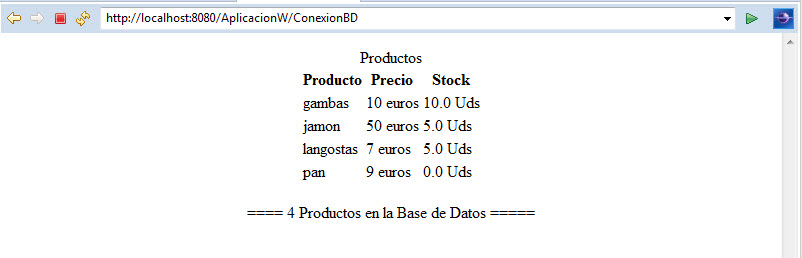 http://localhost:8080/AplicacionW/ConexionBD
Productos
Producto Precio Stock
gambas 10 euros 10.0 Uds
jamon 50 euros 5.0 Uds
langostas 7 euros 5.0 Uds
pan 9 euros 0.0 Uds
==== 4 Productos en la Base de Datos =====